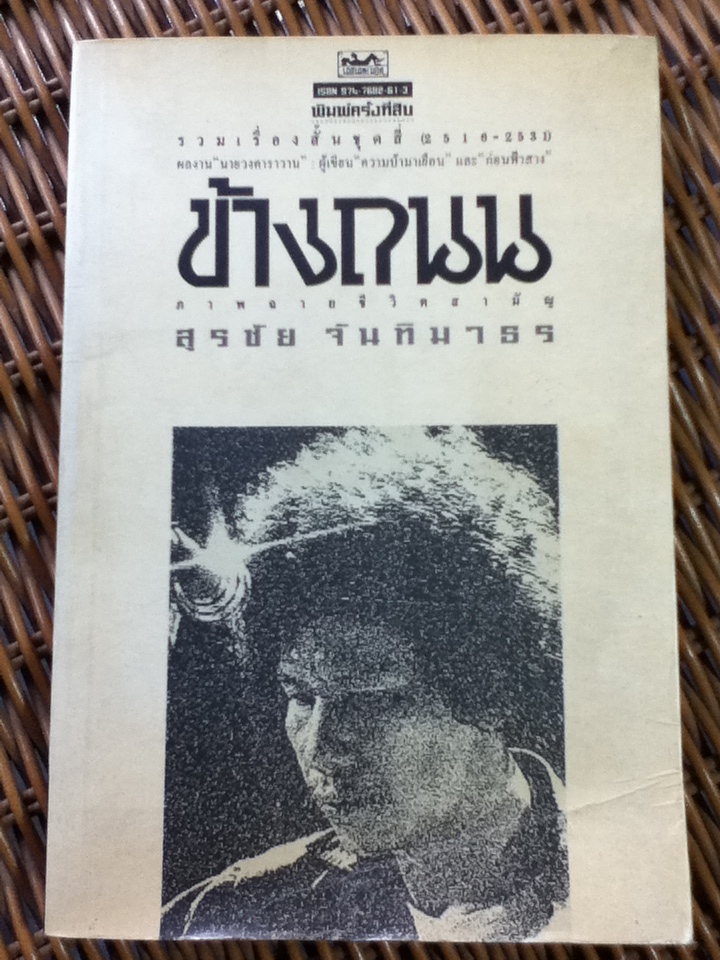 ISBN 974-7682-61-3
พิมพ์ครั้งที่สิบ
รวมเรื่องสั้นชุดสี่ (2516-2531)
ผลงาน "นายวงคาราวาน" : ผู้เขียน "ความบ้ามาเยือน" และ "ก่อนฟ้าสาง"
ข้างถนน
ภาพฉายชีวิตสามัญ
สุรชัย จันทิมาธร